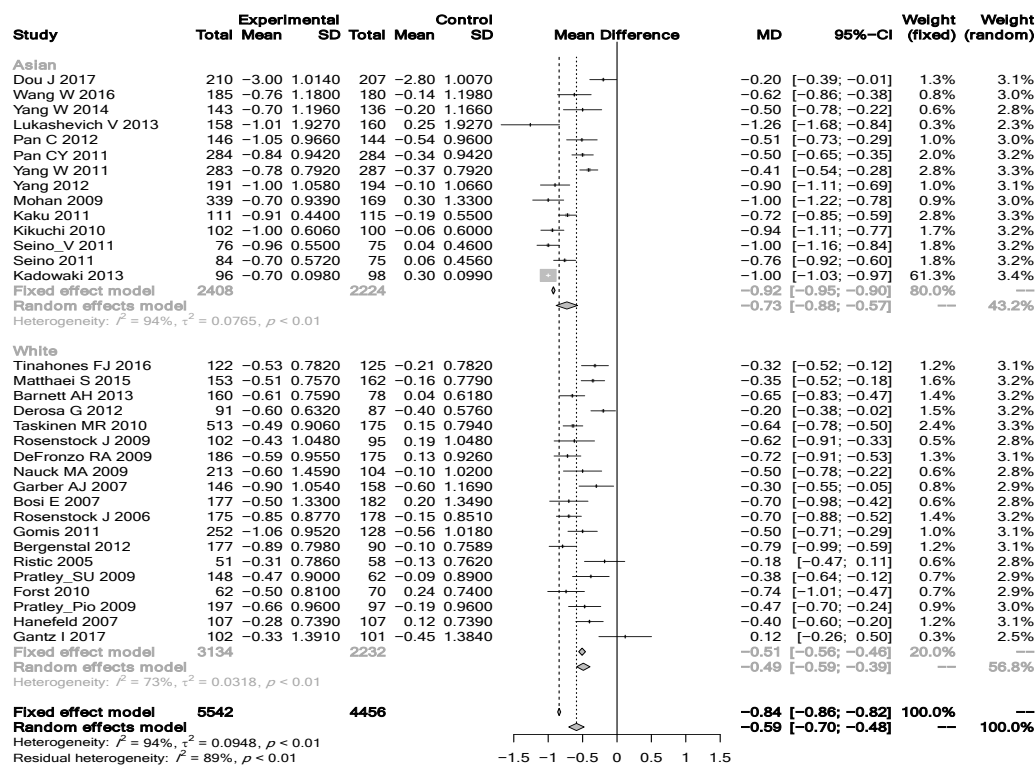 Experimental Control Weight Weight
Study Total Mean SD Total Mean SD Mean Difference MD 95%−CI (fixed) (random)
Asian
Dou J 2017 210 −3.00 1.0140 207 −2.80 1.0070 −0.20 [−0.39; −0.01] 1.3% 3.1%
Wang W 2016 185 −0.76 1.1800 180 −0.14 1.1980 −0.62 [−0.86; −0.38] 0.8% 3.0%
Yang W 2014 143 −0.70 1.1960 136 −0.20 1.1660 −0.50 [−0.78; −0.22] 0.6% 2.8%
Lukashevich V 2013 158 −1.01 1.9270 160 0.25 1.9270 −1.26 [−1.68; −0.84] 0.3% 2.3%
Pan C 2012 146 −1.05 0.9660 144 −0.54 0.9600 −0.51 [−0.73; −0.29] 1.0% 3.0%
Pan CY 2011 284 −0.84 0.9420 284 −0.34 0.9420 −0.50 [−0.65; −0.35] 2.0% 3.2%
Yang W 2011 283 −0.78 0.7920 287 −0.37 0.7920 −0.41 [−0.54; −0.28] 2.8% 3.3%
Yang 2012 191 −1.00 1.0580 194 −0.10 1.0660 −0.90 [−1.11; −0.69] 1.0% 3.1%
Mohan 2009 339 −0.70 0.9390 169 0.30 1.3300 −1.00 [−1.22; −0.78] 0.9% 3.0%
Kaku 2011 111 −0.91 0.4400 115 −0.19 0.5500 −0.72 [−0.85; −0.59] 2.8% 3.3%
Kikuchi 2010 102 −1.00 0.6060 100 −0.06 0.6000 −0.94 [−1.11; −0.77] 1.7% 3.2%
Seino_V 2011 76 −0.96 0.5500 75 0.04 0.4600 −1.00 [−1.16; −0.84] 1.8% 3.2%
Seino 2011 84 −0.70 0.5720 75 0.06 0.4560 −0.76 [−0.92; −0.60] 1.8% 3.2%
Kadowaki 2013 96 −0.70 0.0980 98 0.30 0.0990 −1.00 [−1.03; −0.97] 61.3% 3.4%
Fixed effect model 2408 2224 −0.92 [−0.95; −0.90] 80.0% −−
Random effects model −0.73 [−0.88; −0.57] −− 43.2%
Heterogeneity: I² = 94%, τ² = 0.0765, p < 0.01
White
Tinahones FJ 2016 122 −0.53 0.7820 125 −0.21 0.7820 −0.32 [−0.52; −0.12] 1.2% 3.1%
Matthaei S 2015 153 −0.51 0.7570 162 −0.16 0.7790 −0.35 [−0.52; −0.18] 1.6% 3.2%
Barnett AH 2013 160 −0.61 0.7590 78 0.04 0.6180 −0.65 [−0.83; −0.47] 1.4% 3.2%
Derosa G 2012 91 −0.60 0.6320 87 −0.40 0.5760 −0.20 [−0.38; −0.02] 1.5% 3.2%
Taskinen MR 2010 513 −0.49 0.9060 175 0.15 0.7940 −0.64 [−0.78; −0.50] 2.4% 3.2%
Rosenstock J 2009 102 −0.43 1.0480 95 0.19 1.0480 −0.62 [−0.91; −0.33] 0.5% 2.8%
DeFronzo RA 2009 186 −0.59 0.9550 175 0.13 0.9260 −0.72 [−0.91; −0.53] 1.3% 3.1%
Nauck MA 2009 213 −0.60 1.4590 104 −0.10 1.0200 −0.50 [−0.78; −0.22] 0.6% 2.8%
Garber AJ 2007 146 −0.90 1.0540 158 −0.60 1.1690 −0.30 [−0.55; −0.05] 0.8% 2.9%
Bosi E 2007 177 −0.50 1.3300 182 0.20 1.3490 −0.70 [−0.98; −0.42] 0.6% 2.8%
Rosenstock J 2006 175 −0.85 0.8770 178 −0.15 0.8510 −0.70 [−0.88; −0.52] 1.4% 3.2%
Gomis 2011 252 −1.06 0.9520 128 −0.56 1.0180 −0.50 [−0.71; −0.29] 1.1% 3.1%
Bergenstal 2012 177 −0.89 0.7980 90 −0.10 0.7589 −0.79 [−0.99; −0.59] 1.2% 3.1%
Ristic 2005 51 −0.31 0.7860 58 −0.13 0.7620 −0.18 [−0.47; 0.11] 0.6% 2.8%
Pratley_SU 2009 148 −0.47 0.9000 62 −0.09 0.8900 −0.38 [−0.64; −0.12] 0.7% 2.9%
Forst 2010 62 −0.50 0.8100 70 0.24 0.7400 −0.74 [−1.01; −0.47] 0.7% 2.9%
Pratley_Pio 2009 197 −0.66 0.9600 97 −0.19 0.9600 −0.47 [−0.70; −0.24] 0.9% 3.0%
Hanefeld 2007 107 −0.28 0.7390 107 0.12 0.7390 −0.40 [−0.60; −0.20] 1.2% 3.1%
Gantz I 2017 102 −0.33 1.3910 101 −0.45 1.3840 0.12 [−0.26; 0.50] 0.3% 2.5%
Fixed effect model 3134 2232 −0.51 [−0.56; −0.46] 20.0% −−
Random effects model −0.49 [−0.59; −0.39] −− 56.8%
Heterogeneity: I² = 73%, τ² = 0.0318, p < 0.01
Fixed effect model 5542 4456 −0.84 [−0.86; −0.82] 100.0% −−
Random effects model −0.59 [−0.70; −0.48] −− 100.0%
Heterogeneity: I² = 94%, τ² = 0.0948, p < 0.01
Residual heterogeneity: I² = 89%, p < 0.01
−1.5 −1 −0.5 0 0.5 1 1.5